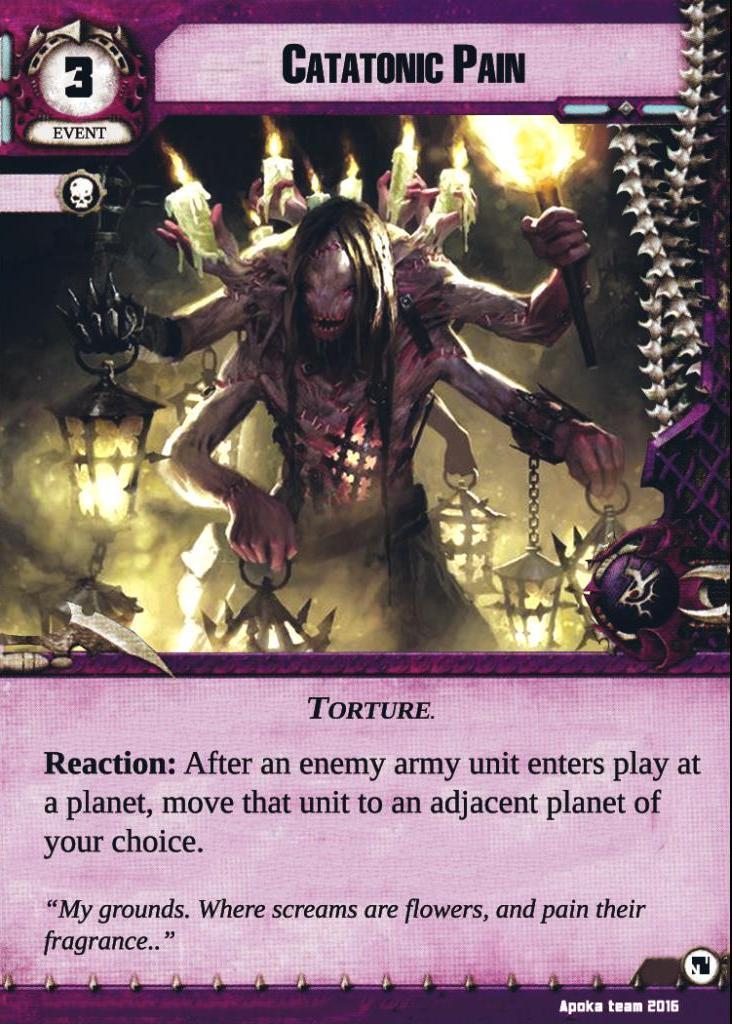 3
CATATONIC PAIN
EVENT
TORTURE.
Reaction: After an enemy army unit enters play at
a planet, move that unit to an adjacent planet of
your choice.
“My grounds. Where screams are flowers, and pain their
fragrance..”
Apoka team 2016